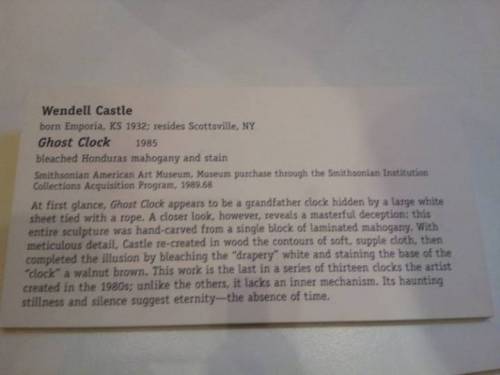 Wendell Castle
born Emporia, KS 1932; resides Scottsville, NY
Ghost Clock 1985
bleached Honduras mahogany and stain
Smithsonian American Art Museum, Museum purchase through the Smithsonian Institution
Collections Acquisition Program, 1989.68
At first glance, Ghost Clock appears to be a grandfather clock hidden by a large white
sheet tied with a rope. A closer look, however, reveals a masterful deception: this
entire sculpture was hand-carved from a single block of laminated mahogany. With
meticulous detail, Castle re-created in wood the contours of soft, supple cloth, then
completed the illusion by bleaching the "drapery" white and staining the base of the
"clock" a walnut brown. This work is the last in a series of thirteen clocks the artist
created in the 1980s; unlike the others, it lacks an inner mechanism. Its haunting
stillness and silence suggest eternity—the absence of time.